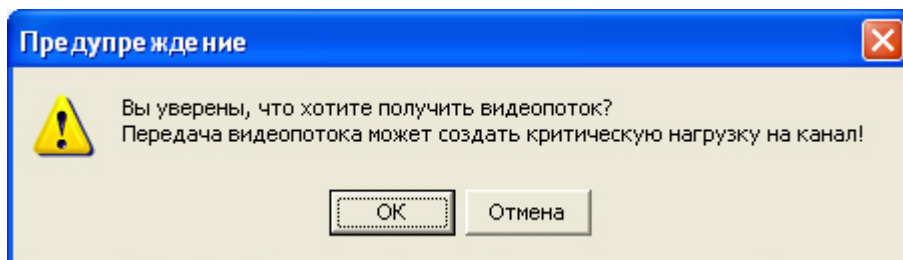 Предупреждение
Вы уверены, что хотите получить видеопоток?
Передача видеопотока может создать критическую нагрузку на канал!
ОК
Отмена